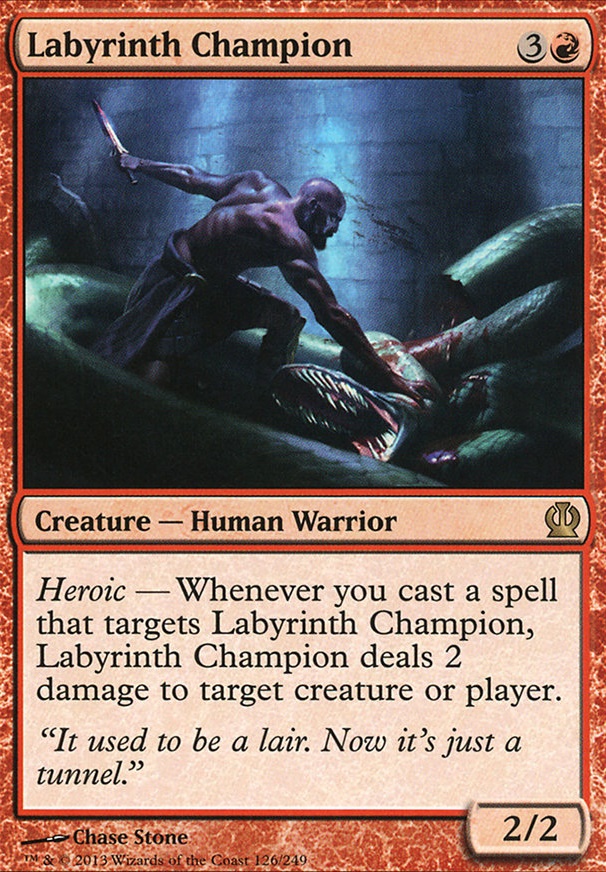 Labyrinth Champion 3
Creature — Human Warrior
Heroic — Whenever you cast a spell
that targets Labyrinth Champion,
Labyrinth Champion deals 2
damage to target creature or player.
“It used to be a lair. Now it’s just a
tunnel.”
2/2
Chase Stone
™ & © 2013 Wizards of the Coast 126/249